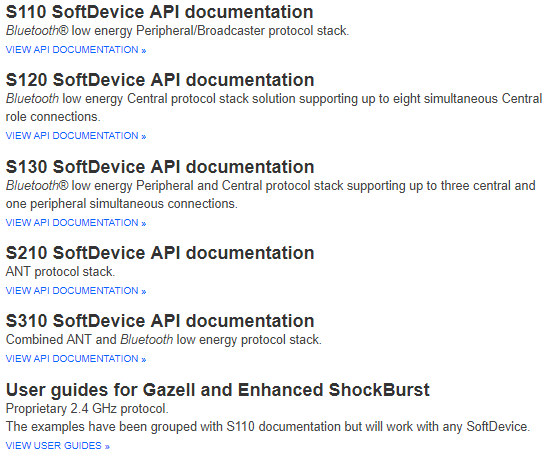 S110 SoftDevice API documentation
Bluetooth® low energy Peripheral/Broadcaster protocol stack.
VIEW API DOCUMENTATION »
S120 SoftDevice API documentation
Bluetooth low energy Central protocol stack solution supporting up to eight simultaneous Central
role connections.
VIEW API DOCUMENTATION »
S130 SoftDevice API documentation
Bluetooth® low energy Peripheral and Central protocol stack supporting up to three central and
one peripheral simultaneous connections.
VIEW API DOCUMENTATION »
S210 SoftDevice API documentation
ANT protocol stack.
VIEW API DOCUMENTATION »
S310 SoftDevice API documentation
Combined ANT and Bluetooth low energy protocol stack.
VIEW API DOCUMENTATION »
User guides for Gazell and Enhanced ShockBurst
Proprietary 2.4 GHz protocol.
The examples have been grouped with S110 documentation but will work with any SoftDevice.
VIEW USER GUIDES »